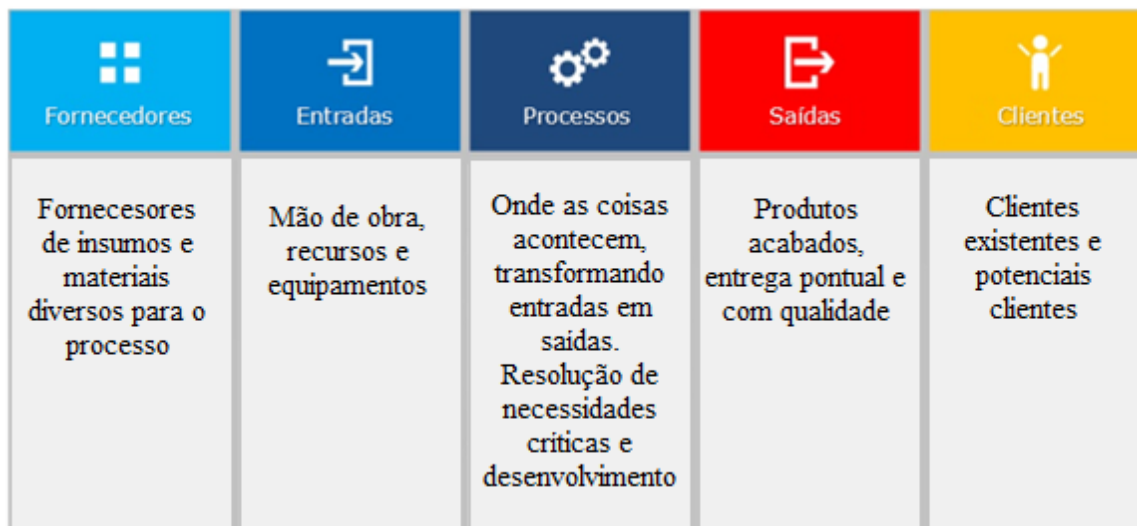 Fornecedores
Entradas
Processos
Saídas
Clientes
Fornecesores
de insumos e
materiais
diversos para o
processo
Mão de obra,
recursos e
equipamentos
Onde as coisas
acontecem,
transformando
entradas em
saidas.
Resolução de
necessidades
criticas e
desenvolvimento
Produtos
acabados,
entrega pontual e
com qualidade
Clientes
existentes e
potenciais
clientes